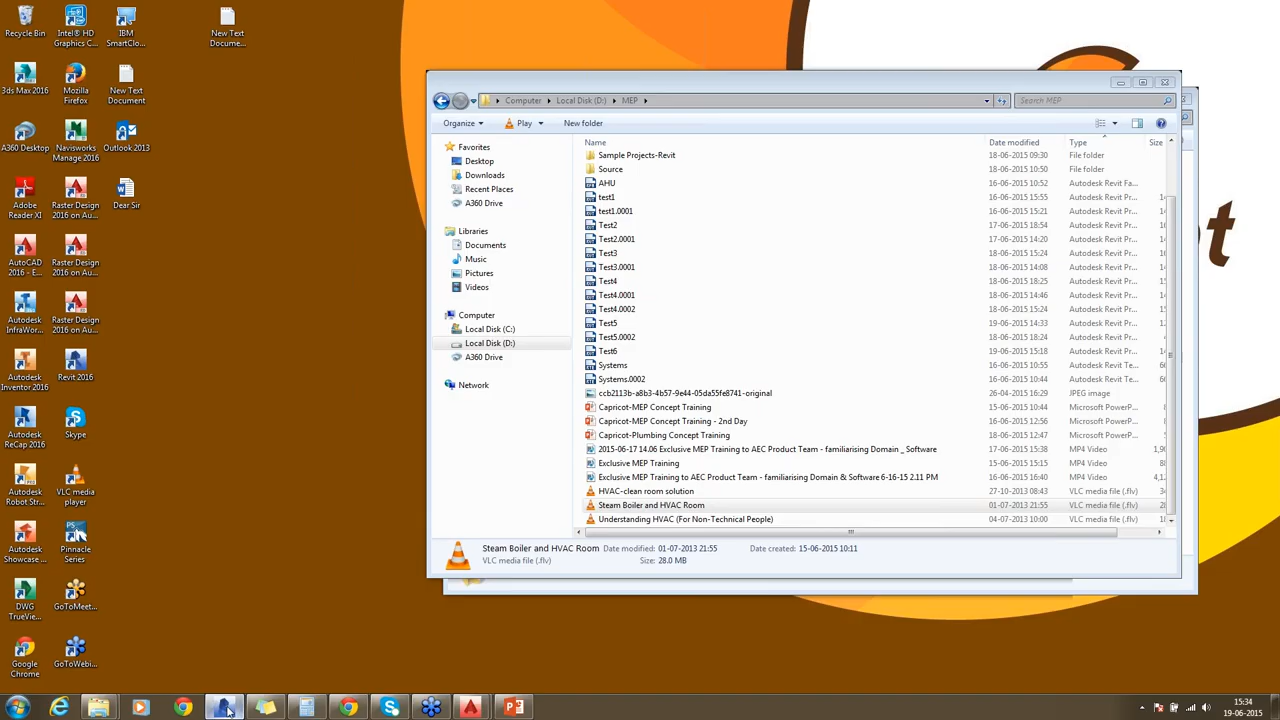 Recycle Bin
Intel® HD Graphics C...
IBM SmartClo...
New Text Docume...
3ds Max 2016
Mozilla Firefox
New Text Document
A360 Desktop
Navisworks Manage 2016
Outlook 2013
Adobe Reader XI
Raster Design 2016 on Au...
Dear Sir
AutoCAD 2016 - E...
Raster Design 2016 on Au...
Autodesk InfraWor...
Raster Design 2016 on Au...
Autodesk Inventor 2016
Revit 2016
Autodesk ReCap 2016
Skype
Autodesk Robot Str...
VLC media player
Autodesk Showcase ...
Pinnacle Series
DWG TrueVie...
GoToMeet...
Google Chrome
GoToWebi...
Computer Local Disk (D:) MEP
Search MEP
Organize Play New folder
Name Date modified Type Size
Favorites
Desktop
Downloads
Recent Places
A360 Drive
Libraries
Documents
Music
Pictures
Videos
Computer
Local Disk (C:)
Local Disk (D:)
A360 Drive
Network
Sample Projects-Revit 18-06-2015 09:30 File folder
Source 18-06-2015 10:50 File folder
AHU 16-06-2015 10:52 Autodesk Revit Fa...
test1 16-06-2015 15:55 Autodesk Revit Pr...
test1.0001 16-06-2015 15:21 Autodesk Revit Pr...
Test2 17-06-2015 18:54 Autodesk Revit Pr...
Test2.0001 17-06-2015 14:20 Autodesk Revit Pr...
Test3 18-06-2015 15:24 Autodesk Revit Pr...
Test3.0001 18-06-2015 14:08 Autodesk Revit Pr...
Test4 18-06-2015 18:25 Autodesk Revit Pr...
Test4.0001 18-06-2015 14:46 Autodesk Revit Pr...
Test4.0002 18-06-2015 15:24 Autodesk Revit Pr...
Test5 19-06-2015 14:33 Autodesk Revit Pr...
Test5.0002 18-06-2015 18:24 Autodesk Revit Pr...
Test6 19-06-2015 15:18 Autodesk Revit Pr...
Systems 16-06-2015 10:55 Autodesk Revit Te...
Systems.0002 16-06-2015 10:44 Autodesk Revit Te...
ccb2113b-a8b3-4b57-9e44-05da55fe8741-original 26-04-2015 16:29 JPEG image
Capricot-MEP Concept Training 15-06-2015 10:44 Microsoft PowerP...
Capricot-MEP Concept Training - 2nd Day 16-06-2015 12:56 Microsoft PowerP...
Capricot-Plumbing Concept Training 18-06-2015 12:47 Microsoft PowerP...
2015-06-17 14.06 Exclusive MEP Training to AEC Product Team - familiarising Domain _ Software 17-06-2015 15:38 MP4 Video
Exclusive MEP Training 15-06-2015 15:15 MP4 Video
Exclusive MEP Training to AEC Product Team - familiarising Domain & Software 6-16-15 2.11 PM 16-06-2015 16:40 MP4 Video
HVAC-clean room solution 27-10-2013 08:43 VLC media file (.flv)
Steam Boiler and HVAC Room 01-07-2013 21:55 VLC media file (.flv)
Understanding HVAC (For Non-Technical People) 04-07-2013 10:00 VLC media file (.flv)
Steam Boiler and HVAC Room Date modified: 01-07-2013 21:55 Date created: 15-06-2015 10:11
VLC media file (.flv) Size: 28.0 MB
t
15:34
19-06-2015